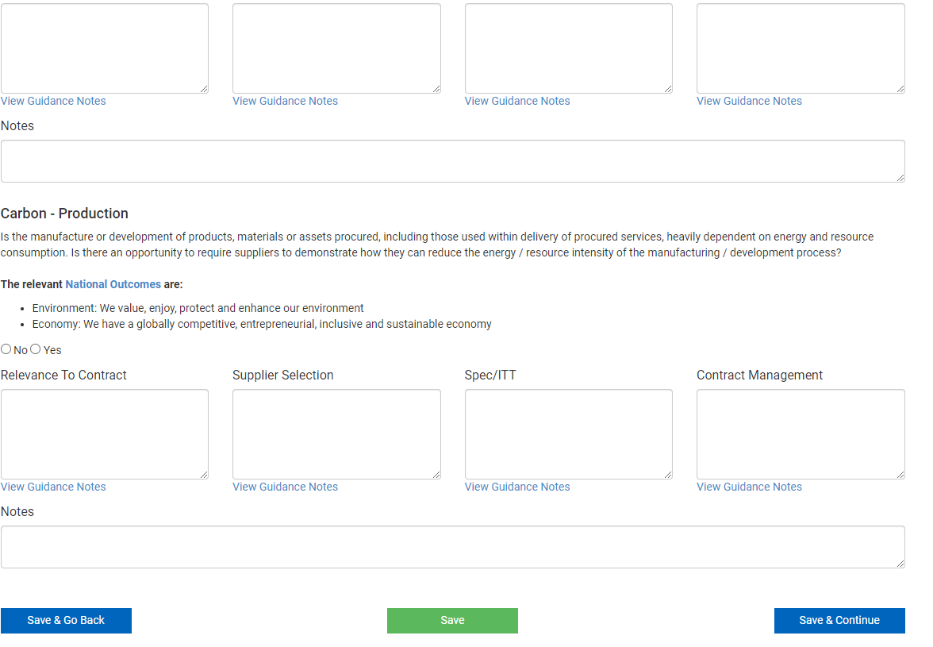 View Guidance Notes View Guidance Notes View Guidance Notes View Guidance Notes
Notes
Carbon - Production
Is the manufacture or development of products, materials or assets procured, including those used within delivery of procured services, heavily dependent on energy and resource
consumption. Is there an opportunity to require suppliers to demonstrate how they can reduce the energy / resource intensity of the manufacturing / development process?
The relevant National Outcomes are:
• Environment: We value, enjoy, protect and enhance our environment
• Economy: We have a globally competitive, entrepreneurial, inclusive and sustainable economy
No Yes
Relevance To Contract Supplier Selection Spec/ITT Contract Management
View Guidance Notes View Guidance Notes View Guidance Notes View Guidance Notes
Notes
Save & Go Back Save Save & Continue